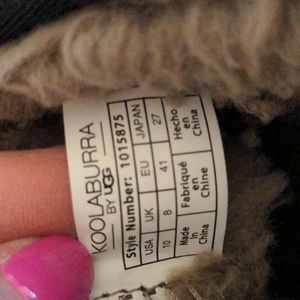 KOOLABURRA
BY UGG
Style Number: 1015875
USA UK EU JAPAN
10 8 41 27
Made in China
Fabriqué en Chine
Hecho en China